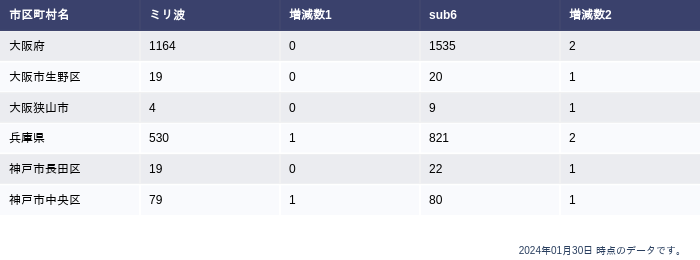 市区町村名 ミリ波 増減数1 sub6 増減数2
大阪府 1164 0 1535 2
大阪市生野区 19 0 20 1
大阪狭山市 4 0 9 1
兵庫県 530 1 821 2
神戸市長田区 19 0 22 1
神戸市中央区 79 1 80 1
2024年01月30日 時点のデータです。